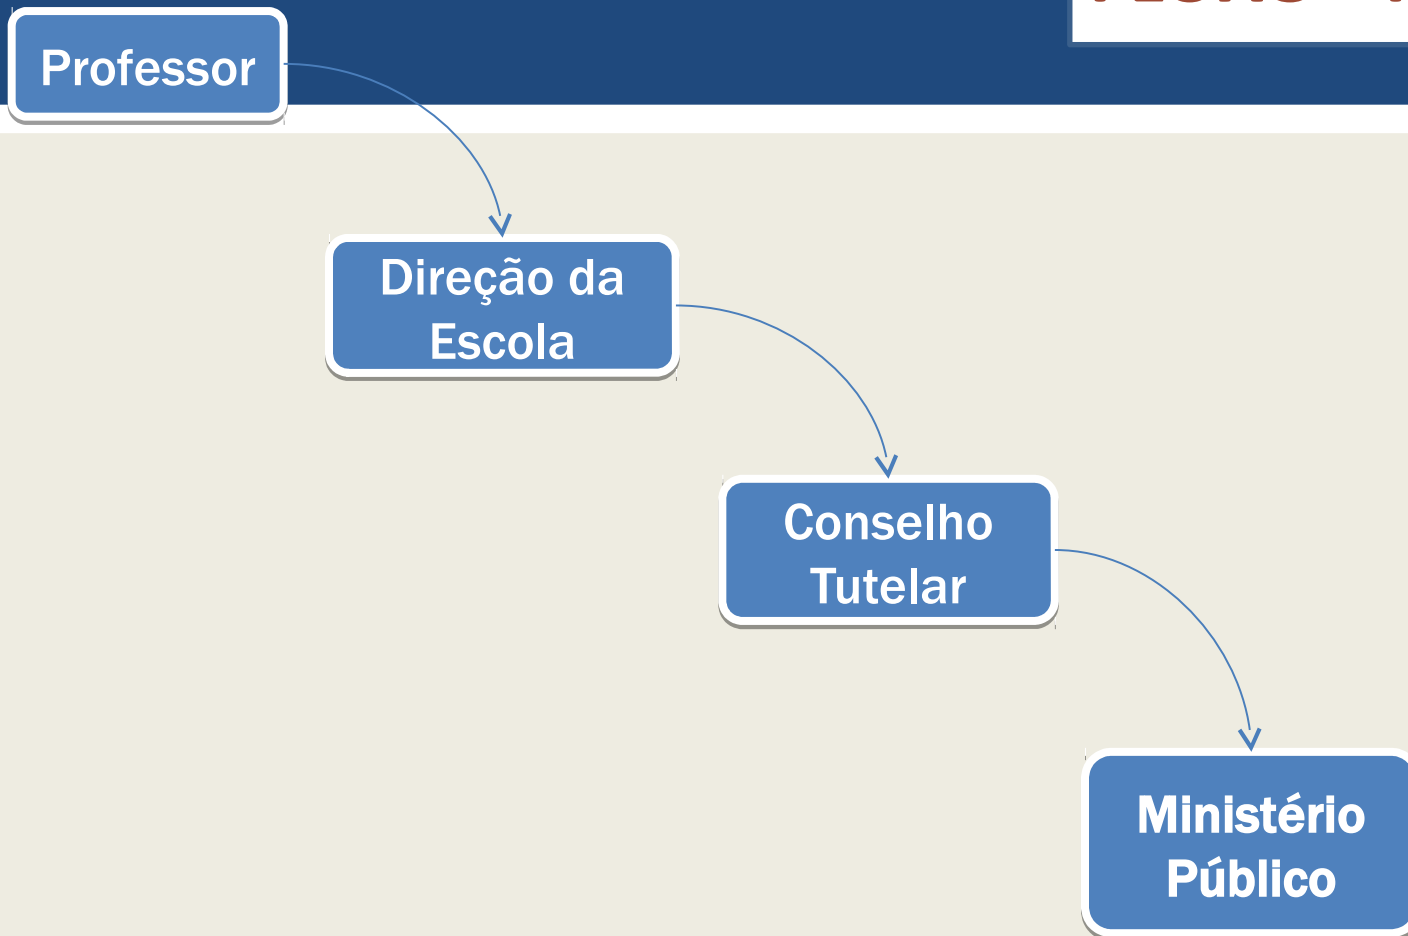 Professor
Direção da
Escola
Conselho
Tutelar
Ministério
Público